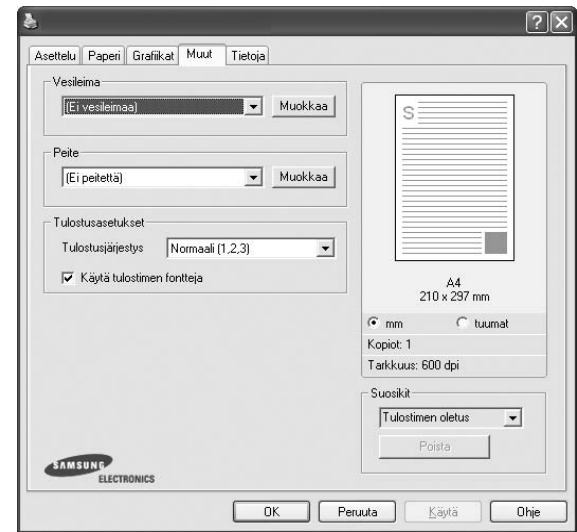 Asettelu Paperi Grafiikat Muut Tietoja
Vesileima
(Ei vesileimaa) Muokkaa
Peite
(Ei peitettä) Muokkaa
Tulostusasetukset
Tulostusjärjestys Normaali (1,2,3)
Käytä tulostimen fontteja
S
A4
210 x 297 mm
mm tuumat
Kopiot: 1
Tarkkuus: 600 dpi
Suosikit
Tulostimen oletus
Poista
SAMSUNG
ELECTRONICS
OK Peruuta Käytä Ohje